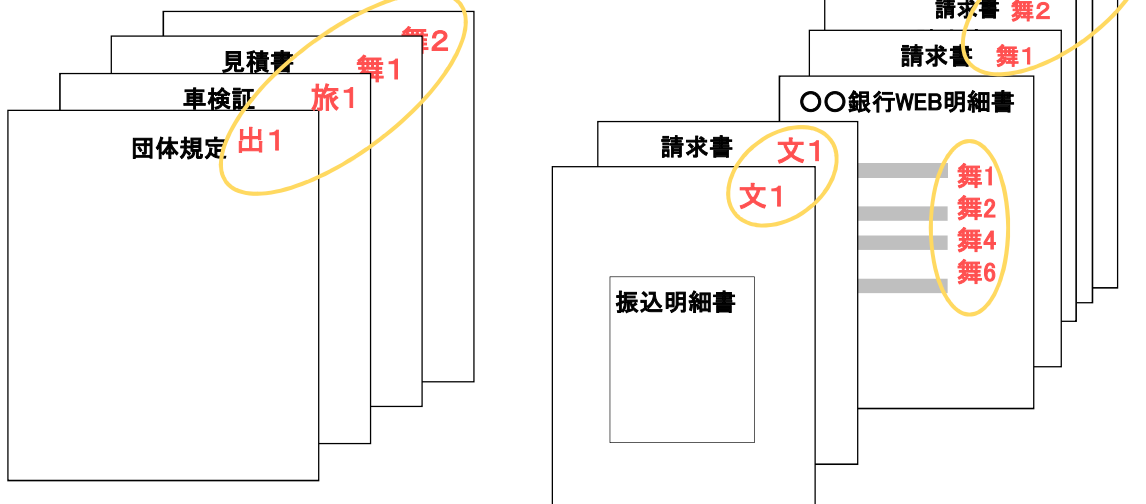 舞2
見積書 舞1
車検証 旅1
団体規定 出1
請求書 舞2
請求書 舞1
〇〇銀行WEB明細書
舞1
舞2
舞4
舞6
請求書 文1
文1
振込明細書